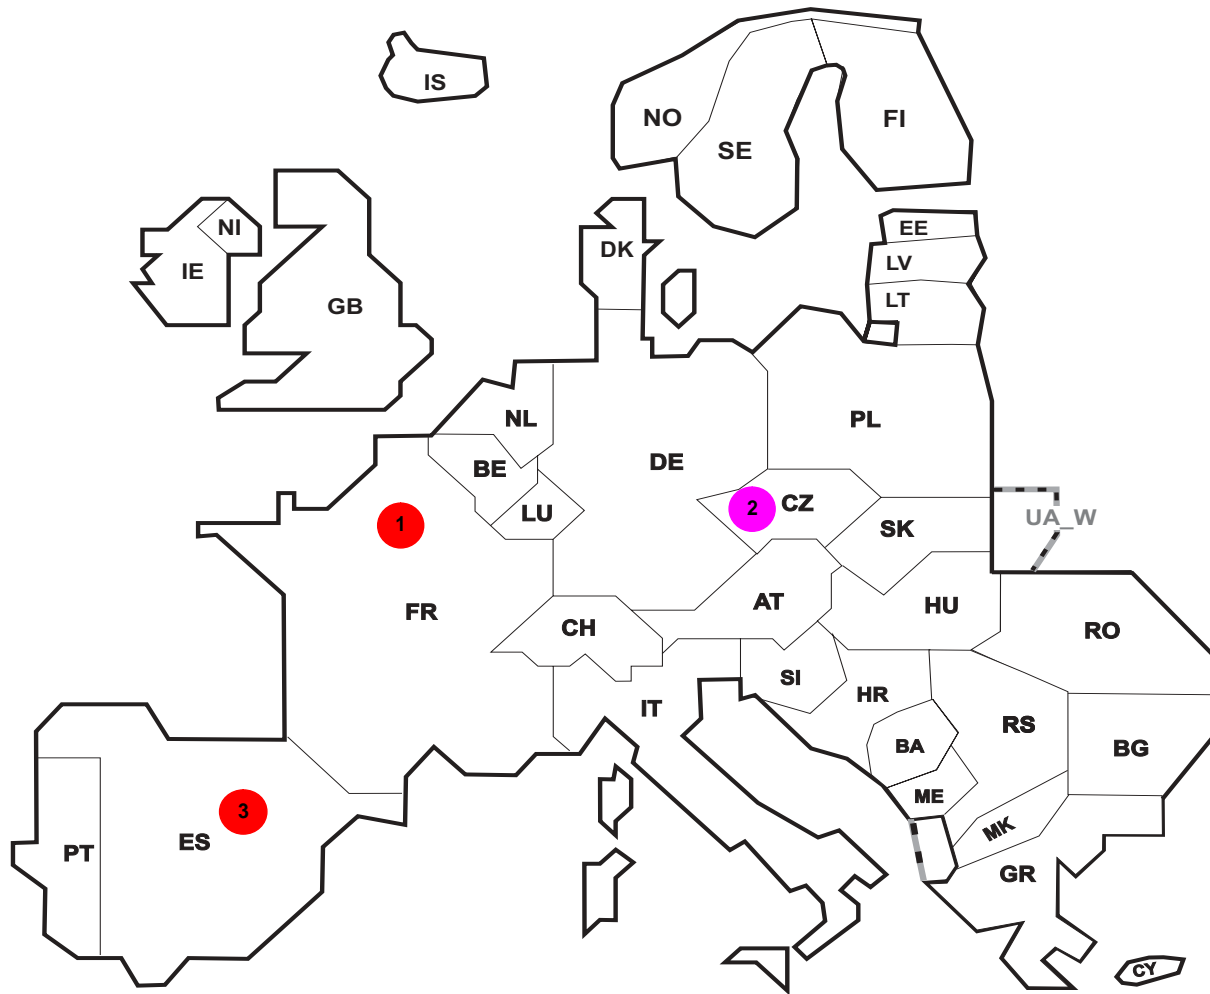 IS
NO
FI
SE
NI
EE
DK
LV
IE
LT
GB
NL
PL
BE
DE
CZ
2
LU
1
UA_W
SK
AT
HU
FR
CH
RO
SI
HR
IT
RS
BA
BG
ME
3
MK
ES
PT
GR
CY